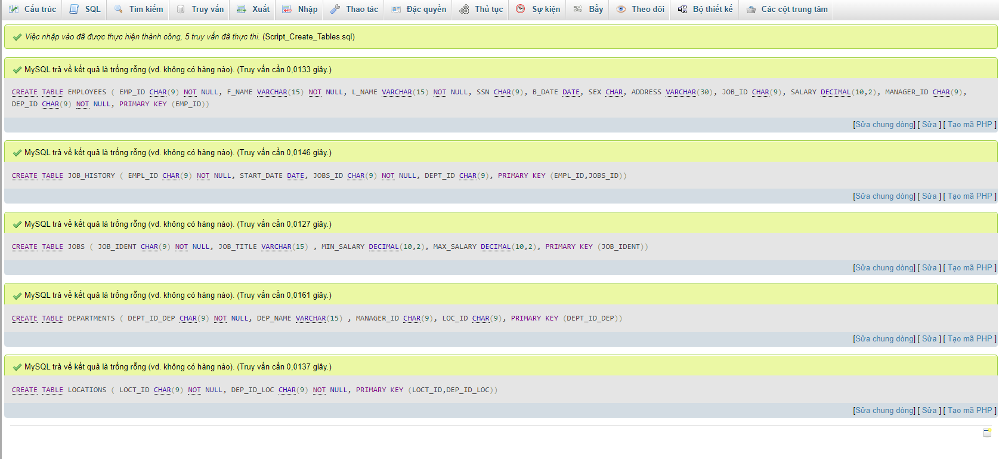 Cấu trúc SQL Tìm kiếm Truy vấn Xuất Nhập Thao tác Đặc quyền Thủ tục Sự kiện Bẫy Theo dõi Bộ thiết kế Các cột trung tâm
Việc nhập vào đã được thực hiện thành công, 5 truy vấn đã thực thi. (Script_Create_Tables.sql)
MySQL trả về kết quả là trống rỗng (vd. không có hàng nào). (Truy vấn cần 0,0133 giây.)
CREATE TABLE EMPLOYEES ( EMP_ID CHAR(9) NOT NULL, F_NAME VARCHAR(15) NOT NULL, L_NAME VARCHAR(15) NOT NULL, SSN CHAR(9), B_DATE DATE, SEX CHAR, ADDRESS VARCHAR(30), JOB_ID CHAR(9), SALARY DECIMAL(10,2), MANAGER_ID CHAR(9),
DEP_ID CHAR(9) NOT NULL, PRIMARY KEY (EMP_ID))
[Sửa chung dòng] [ Sửa ] [ Tạo mã PHP ]
MySQL trả về kết quả là trống rỗng (vd. không có hàng nào). (Truy vấn cần 0,0146 giây.)
CREATE TABLE JOB_HISTORY ( EMPL_ID CHAR(9) NOT NULL, START_DATE DATE, JOBS_ID CHAR(9) NOT NULL, DEPT_ID CHAR(9), PRIMARY KEY (EMPL_ID,JOBS_ID))
[Sửa chung dòng] [ Sửa ] [ Tạo mã PHP ]
MySQL trả về kết quả là trống rỗng (vd. không có hàng nào). (Truy vấn cần 0,0127 giây.)
CREATE TABLE JOBS ( JOB_IDENT CHAR(9) NOT NULL, JOB_TITLE VARCHAR(15) , MIN_SALARY DECIMAL(10,2), MAX_SALARY DECIMAL(10,2), PRIMARY KEY (JOB_IDENT))
[Sửa chung dòng] [ Sửa ] [ Tạo mã PHP ]
MySQL trả về kết quả là trống rỗng (vd. không có hàng nào). (Truy vấn cần 0,0161 giây.)
CREATE TABLE DEPARTMENTS ( DEPT_ID_DEP CHAR(9) NOT NULL, DEP_NAME VARCHAR(15) , MANAGER_ID CHAR(9), LOC_ID CHAR(9), PRIMARY KEY (DEPT_ID_DEP))
[Sửa chung dòng] [ Sửa ] [ Tạo mã PHP ]
MySQL trả về kết quả là trống rỗng (vd. không có hàng nào). (Truy vấn cần 0,0137 giây.)
CREATE TABLE LOCATIONS ( LOCT_ID CHAR(9) NOT NULL, DEP_ID_LOC CHAR(9) NOT NULL, PRIMARY KEY (LOCT_ID,DEP_ID_LOC))
[Sửa chung dòng] [ Sửa ] [ Tạo mã PHP ]